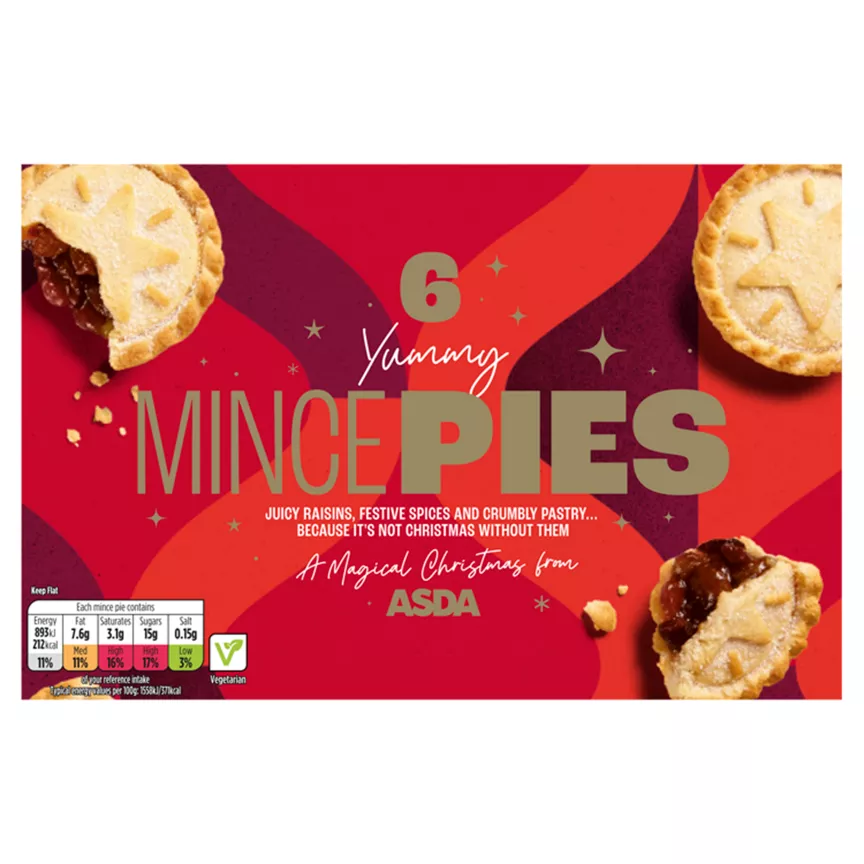 6
Yummy
MINCE PIES
JUICY RAISINS, FESTIVE SPICES AND CRUMBLY PASTRY...
BECAUSE IT'S NOT CHRISTMAS WITHOUT THEM
A Magical Christmas from
ASDA
Keep Flat
Each mince pie contains
Energy Fat Saturates Sugars Salt
893kJ 7.6g 3.1g 15g 0.15g
212kcal
Med High High Low
11% 11% 16% 17% 3%
of your reference intake
Typical energy values per 100g: 1558kJ/371kcal
V
Vegetarian